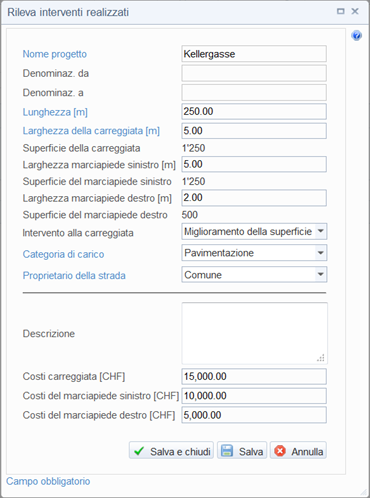 Rileva interventi realizzati
Nome progetto Kellergasse
Denominaz. da
Denominaz. a
Lunghezza [m] 250.00
Larghezza della carreggiata [m] 5.00
Superficie della carreggiata 1'250
Larghezza marciapiede sinistro [m] 5.00
Superficie del marciapiede sinistro 1'250
Larghezza marciapiede destro [m] 2.00
Superficie del marciapiede destro 500
Intervento alla carreggiata Miglioramento della superficie
Categoria di carico Pavimentazione
Proprietario della strada Comune
Descrizione
Costi carreggiata [CHF] 15,000.00
Costi del marciapiede sinistro [CHF] 10,000.00
Costi del marciapiede destro [CHF] 5,000.00
Salva e chiudi Salva Annulla
Campo obbligatorio